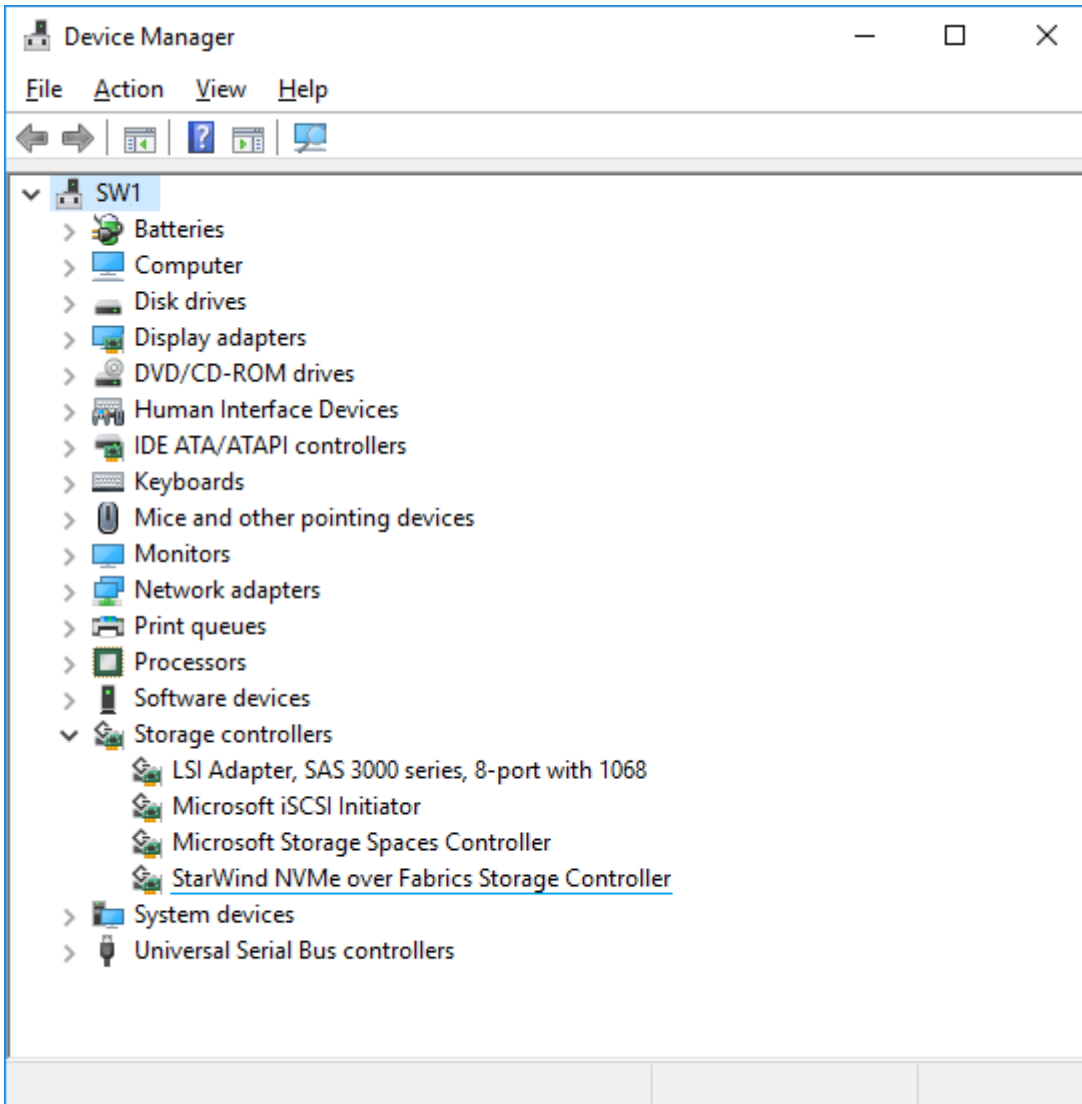 Device Manager
File Action View Help
SW1
Batteries
Computer
Disk drives
Display adapters
DVD/CD-ROM drives
Human Interface Devices
IDE ATA/ATAPI controllers
Keyboards
Mice and other pointing devices
Monitors
Network adapters
Print queues
Processors
Software devices
Storage controllers
LSI Adapter, SAS 3000 series, 8-port with 1068
Microsoft iSCSI Initiator
Microsoft Storage Spaces Controller
StarWind NVMe over Fabrics Storage Controller
System devices
Universal Serial Bus controllers